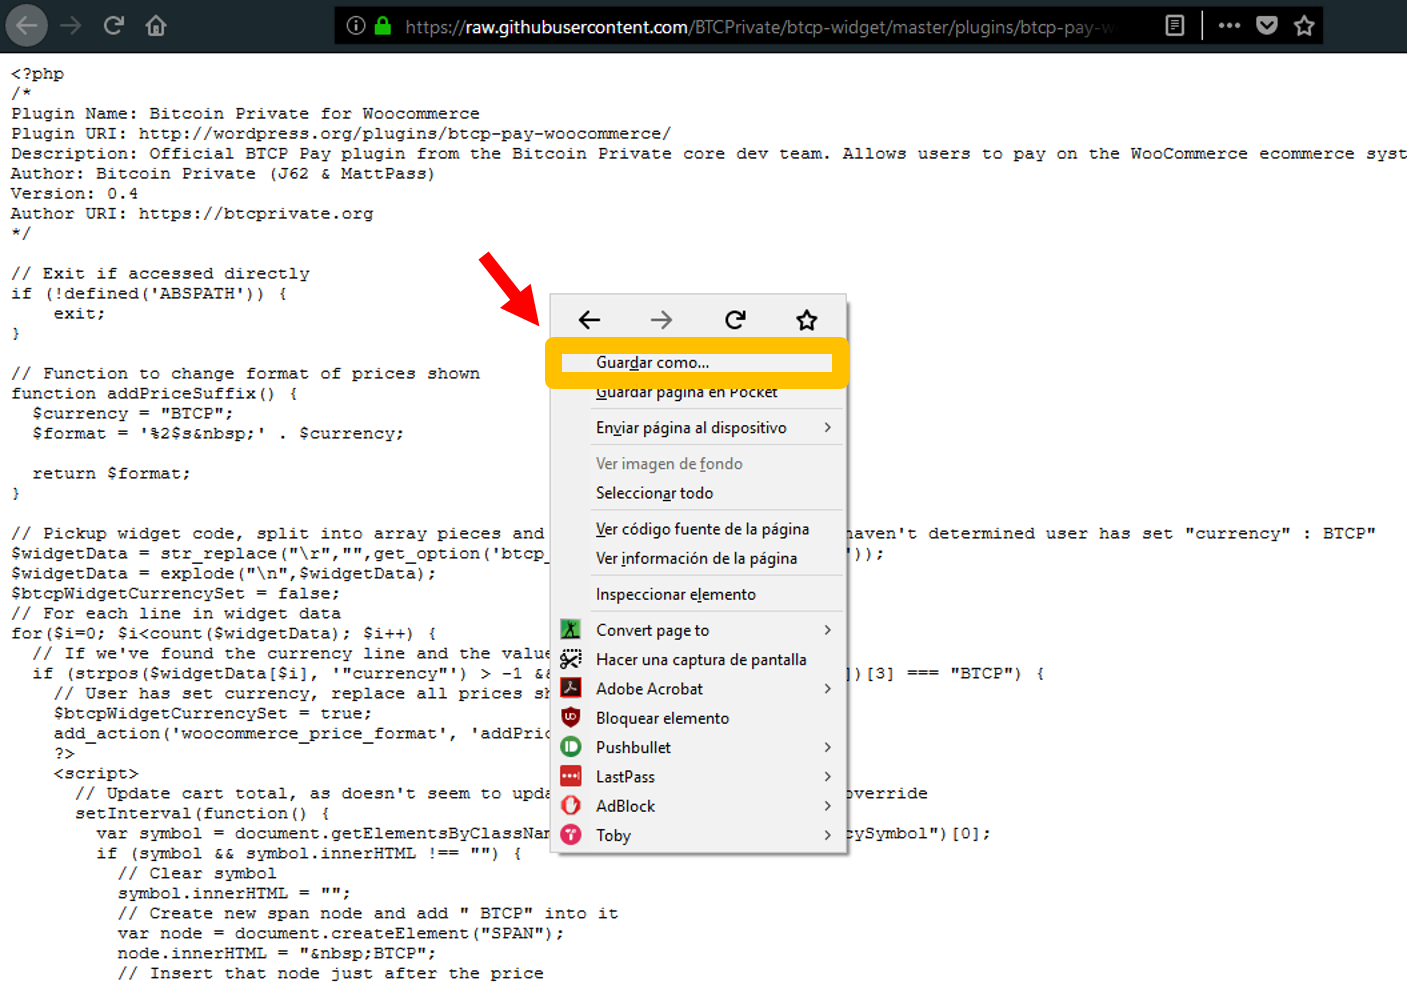 https://raw.githubusercontent.com/BTCPrivate/btcp-widget/master/plugins/btcp-pay-w
<?php
/*
Plugin Name: Bitcoin Private for Woocommerce
Plugin URI: http://wordpress.org/plugins/btcp-pay-woocommerce/
Description: Official BTCP Pay plugin from the Bitcoin Private core dev team. Allows users to pay on the WooCommerce ecommerce syst
Author: Bitcoin Private (J62 & MattPass)
Version: 0.4
Author URI: https://btcprivate.org
*/
// Exit if accessed directly
if (!defined('ABSPATH')) {
exit;
}
// Function to change format of prices shown
function addPriceSuffix() {
$currency = "BTCP";
$format = '%2$s&nbsp;' . $currency;
return $format;
}
// Pickup widget code, split into array pieces and haven't determined user has set "currency" : BTCP"
$widgetData = str_replace("\r","",get_option('btcp_ '));
$widgetData = explode("\n",$widgetData);
$btcpWidgetCurrencySet = false;
// For each line in widget data
for($i=0; $i<count($widgetData); $i++) {
// If we've found the currency line and the value
if (strpos($widgetData[$i], '"currency"') > -1 && ])[3] === "BTCP") {
// User has set currency, replace all prices sh
$btcpWidgetCurrencySet = true;
add_action('woocommerce_price_format', 'addPric
?>
<script>
// Update cart total, as doesn't seem to upda override
setInterval(function() {
var symbol = document.getElementsByClassNam cySymbol")[0];
if (symbol && symbol.innerHTML !== "") {
// Clear symbol
symbol.innerHTML = "";
// Create new span node and add " BTCP" into it
var node = document.createElement("SPAN");
node.innerHTML = "&nbsp;BTCP";
// Insert that node just after the price
Guardar como...
Guardar página en Pocket
Enviar página al dispositivo
Ver imagen de fondo
Seleccionar todo
Ver código fuente de la página
Ver información de la página
Inspeccionar elemento
Convert page to
Hacer una captura de pantalla
Adobe Acrobat
Bloquear elemento
Pushbullet
LastPass
AdBlock
Toby